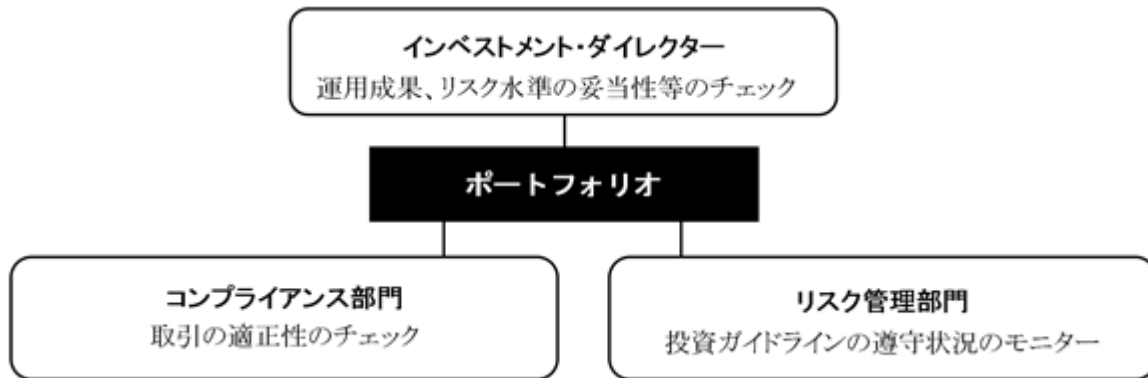 インベストメント・ダイレクター
運用成果、リスク水準の妥当性等のチェック
ポートフォリオ
コンプライアンス部門
取引の適正性のチェック
リスク管理部門
投資ガイドラインの遵守状況のモニター